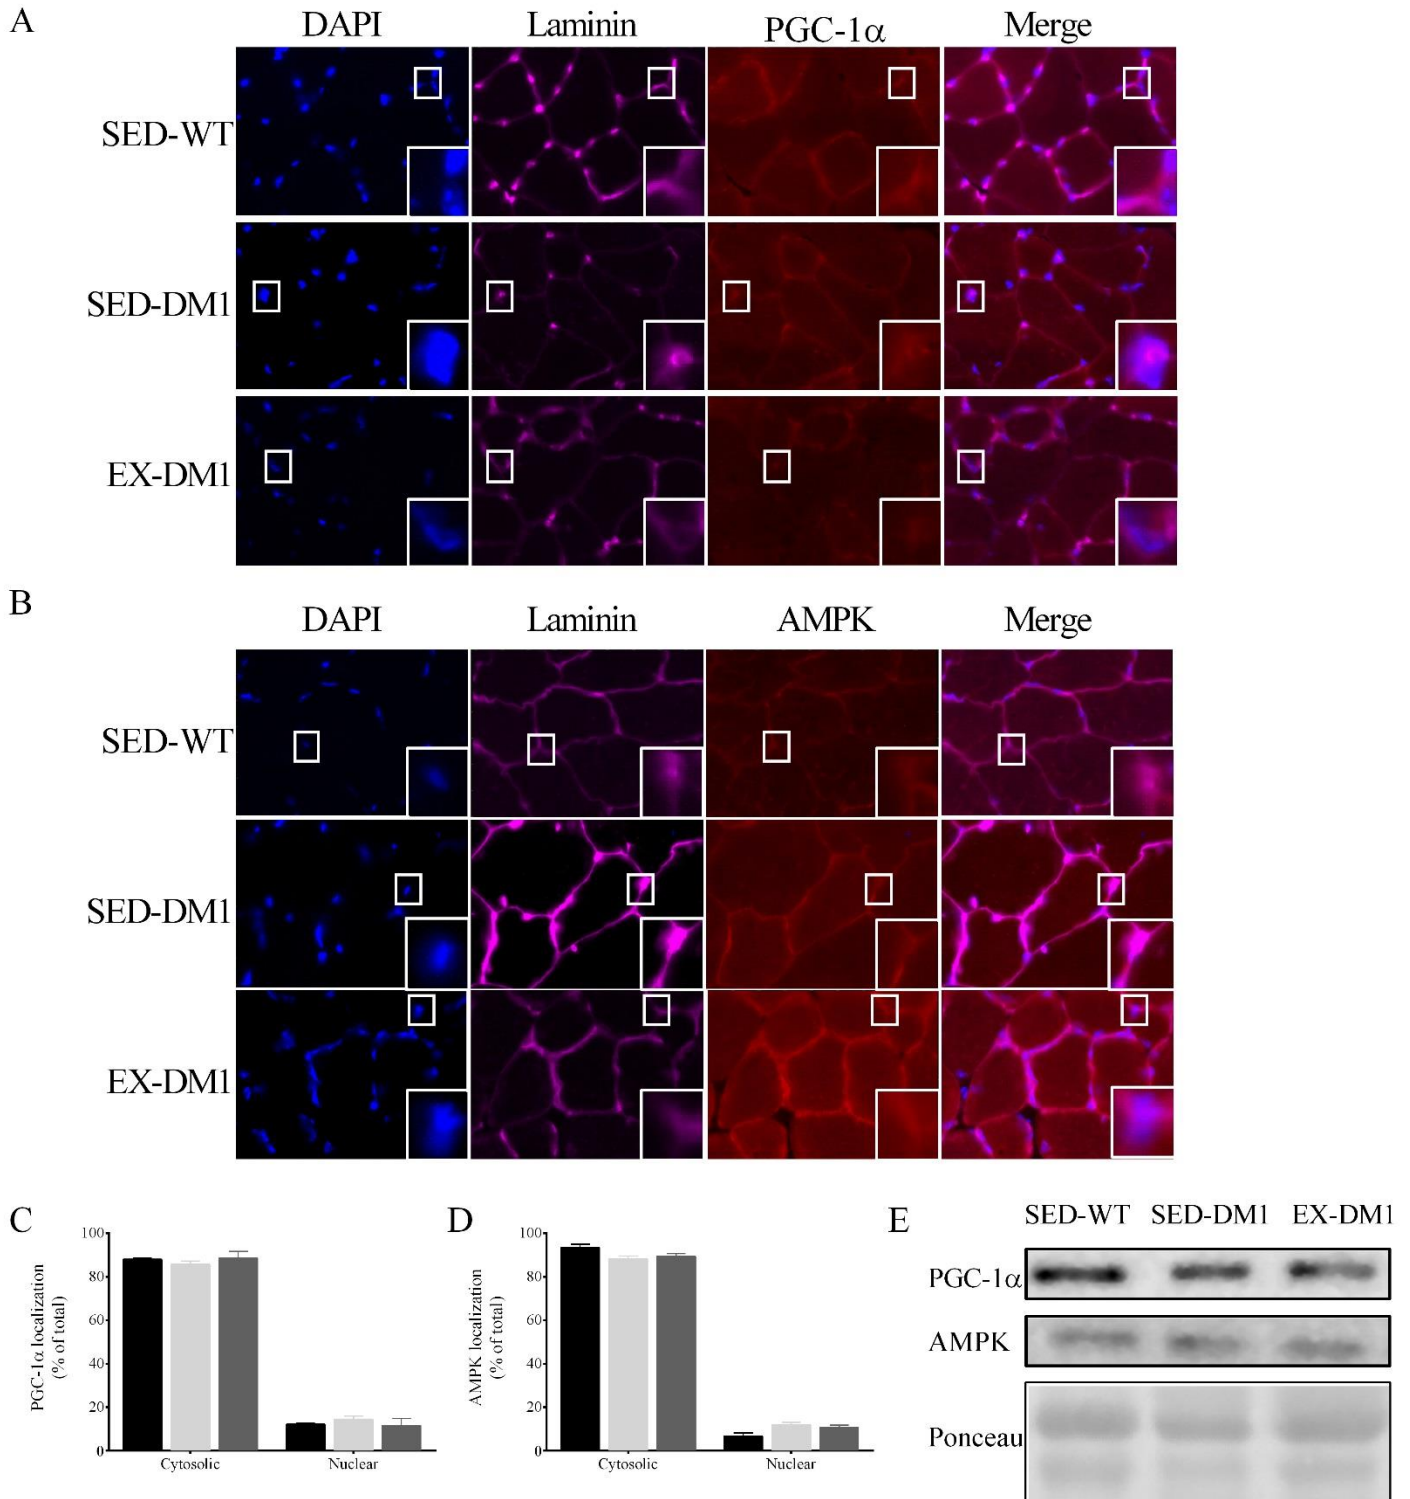 A
DAPI Laminin PGC-1α Merge
SED-WT
SED-DM1
EX-DM1
B
DAPI Laminin AMPK Merge
SED-WT
SED-DM1
EX-DM1
C
PGC-1α localization
(% of total)
100
80
60
40
20
0
Cytosolic Nuclear
D
AMPK localization
(% of total)
100
80
60
40
20
0
Cytosolic Nuclear
E
SED-WT SED-DM1 EX-DM1
PGC-1α
AMPK
Ponceau